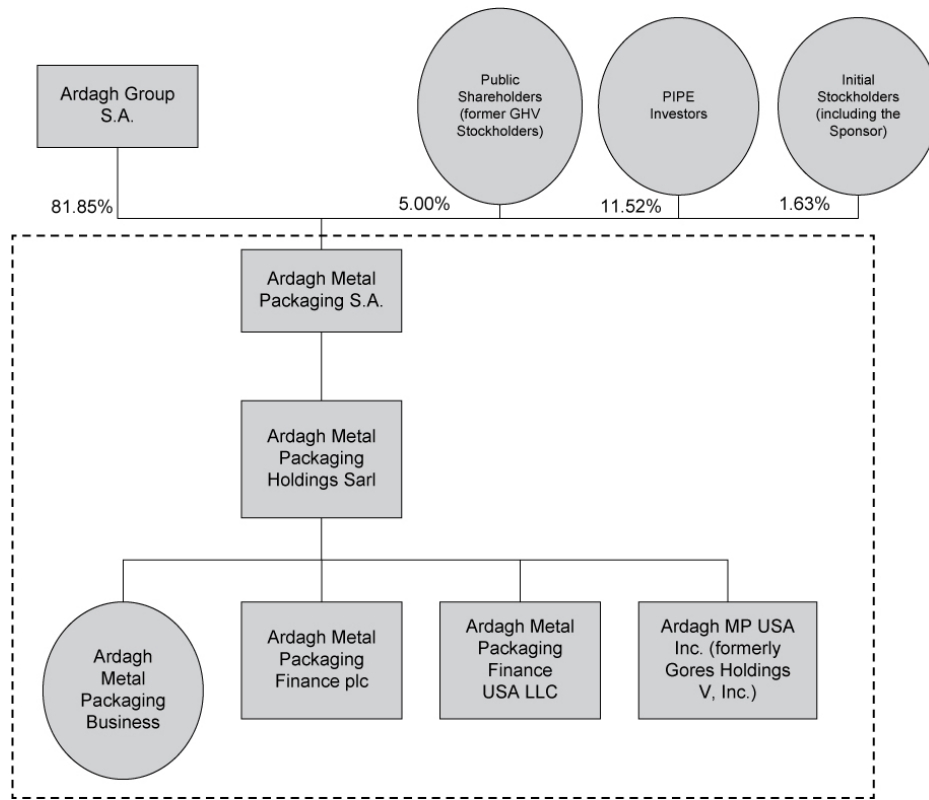 Ardagh Group
S.A.
Public
Shareholders
(former GHV
Stockholders)
PIPE
Investors
Initial
Stockholders
(including the
Sponsor)
81.85%
5.00%
11.52%
1.63%
Ardagh Metal
Packaging S.A.
Ardagh Metal
Packaging
Holdings Sarl
Ardagh
Metal
Packaging
Business
Ardagh Metal
Packaging
Finance plc
Ardagh Metal
Packaging
Finance
USA LLC
Ardagh MP USA
Inc. (formerly
Gores Holdings
V, Inc.)